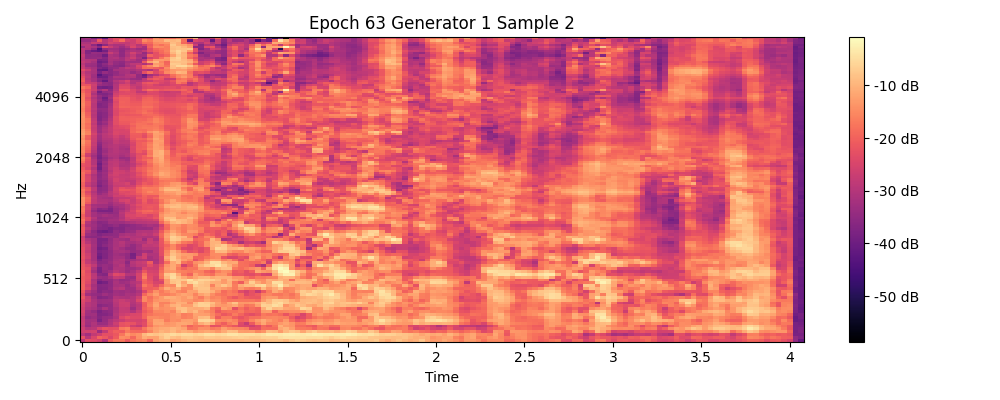 Epoch 63 Generator 1 Sample 2
Hz
4096
2048
1024
512
0
0 0.5 1 1.5 2 2.5 3 3.5 4
Time
-10 dB
-20 dB
-30 dB
-40 dB
-50 dB